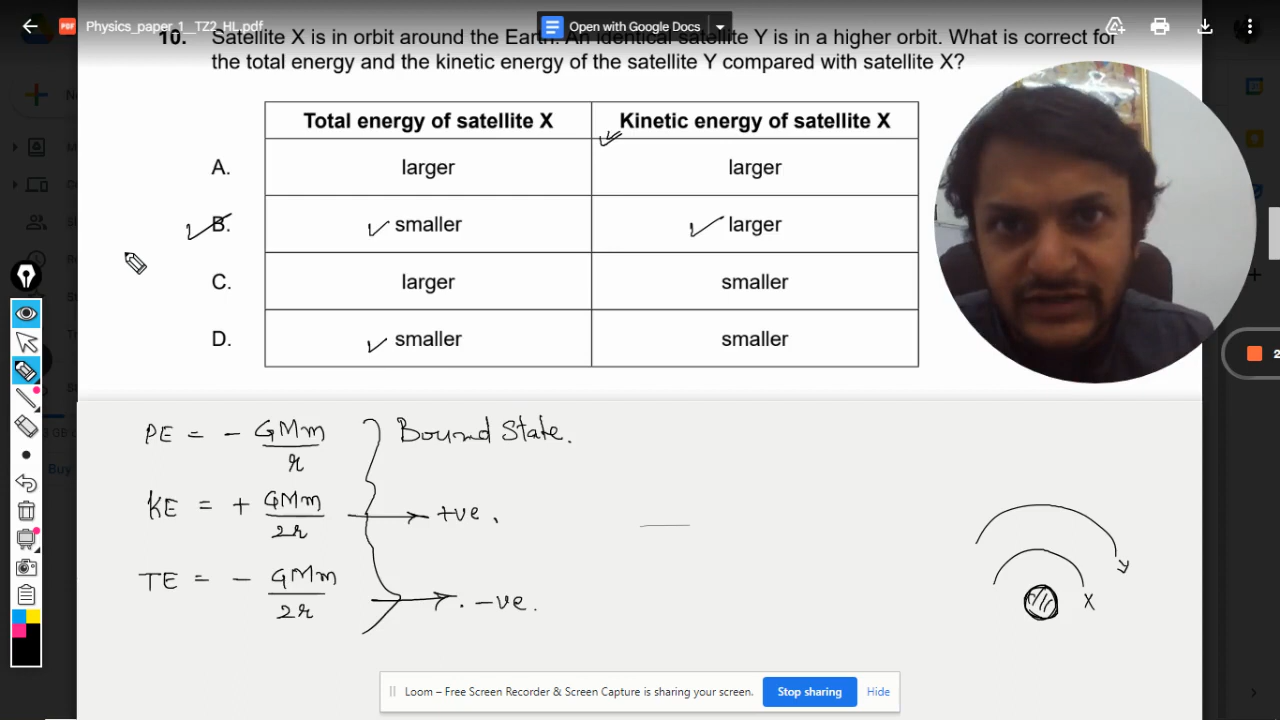 Physics_paper_1__TZ2_HL.pdf
Open with Google Docs
10. Satellite X is in orbit around the Earth. An identical satellite Y is in a higher orbit. What is correct for
the total energy and the kinetic energy of the satellite Y compared with satellite X?
Total energy of satellite X Kinetic energy of satellite X
A. larger larger
B. smaller larger
C. larger smaller
D. smaller smaller
PE = - GMm/r Bound State.
KE = + GMm/2r +ve.
TE = - GMm/2r -ve.
X
Loom – Free Screen Recorder & Screen Capture is sharing your screen. Stop sharing Hide